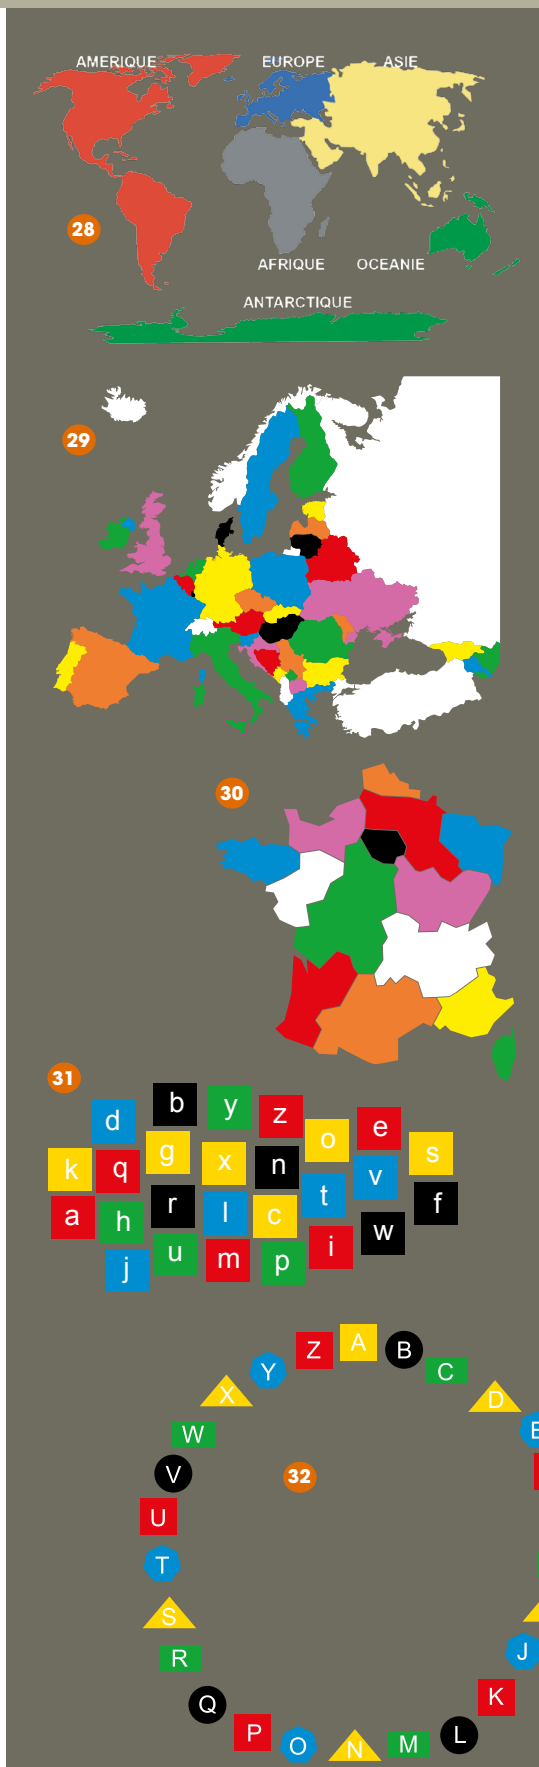 AMERIQUE EUROPE ASIE
28
AFRIQUE OCEANIE
ANTARCTIQUE
29
30
31
b y z
d o e
k q g x n v s
a h r l c t f
j u m p i w
Z A B
Y C
X D
W E
V 32
U
T
S
R J
Q K
P O N M L